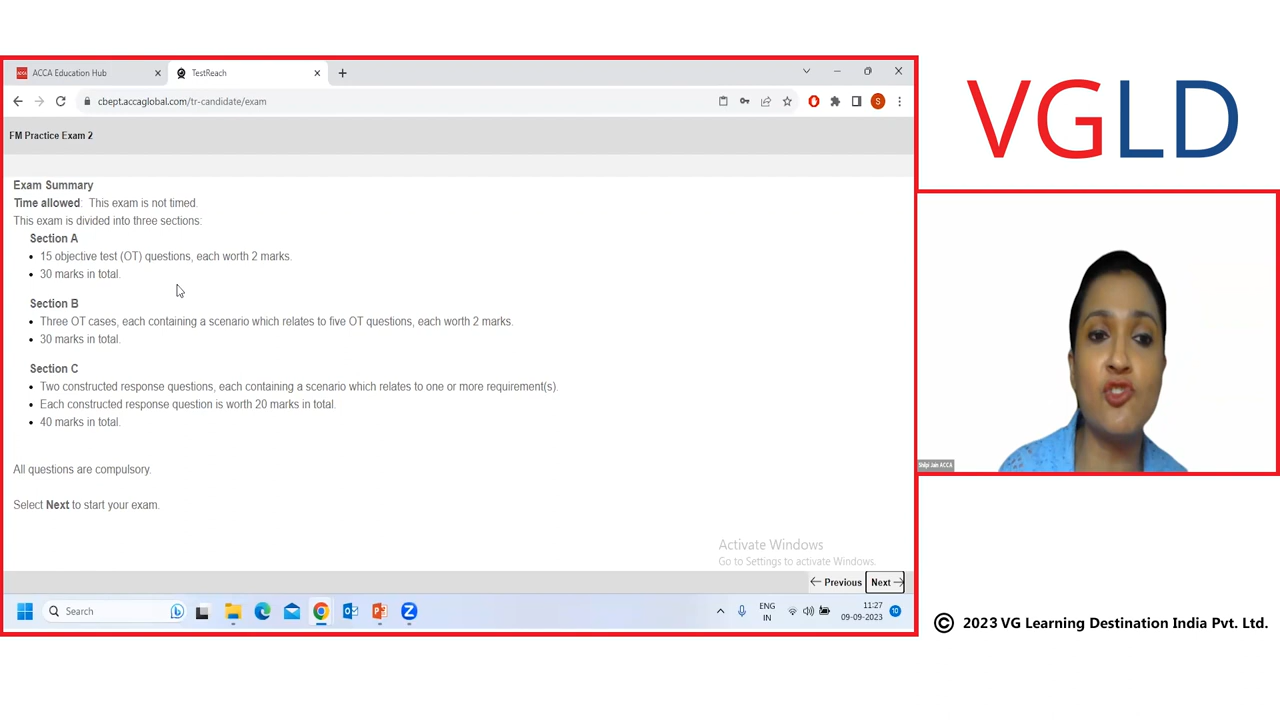 ACCA Education Hub
TestReach
cbept.accaglobal.com/tr-candidate/exam
S
FM Practice Exam 2
Exam Summary
Time allowed: This exam is not timed.
This exam is divided into three sections:
Section A
• 15 objective test (OT) questions, each worth 2 marks.
• 30 marks in total.
Section B
• Three OT cases, each containing a scenario which relates to five OT questions, each worth 2 marks.
• 30 marks in total.
Section C
• Two constructed response questions, each containing a scenario which relates to one or more requirement(s).
• Each constructed response question is worth 20 marks in total.
• 40 marks in total.
All questions are compulsory.
Select Next to start your exam.
Activate Windows
Go to Settings to activate Windows.
← Previous
Next →
Search
ENG
IN
11:27
09-09-2023
10
VGLD
Shilpi Jain ACCA
© 2023 VG Learning Destination India Pvt. Ltd.